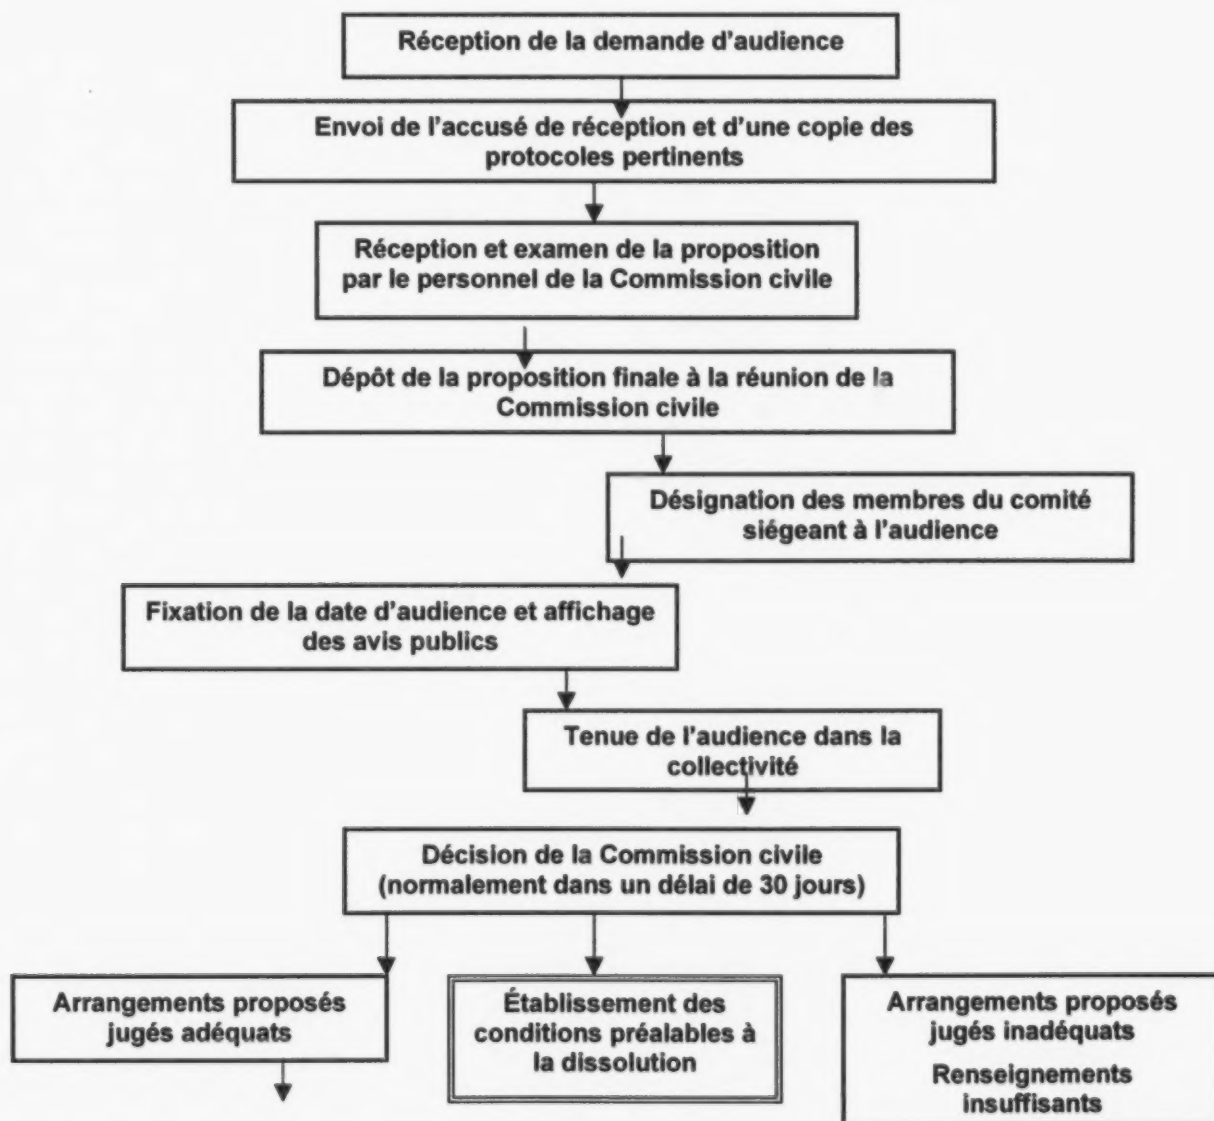 Réception de la demande d'audience
Envoi de l'accusé de réception et d'une copie des
protocoles pertinents
Réception et examen de la proposition
par le personnel de la Commission civile
Dépôt de la proposition finale à la réunion de la
Commission civile
Désignation des membres du comité
siégeant à l'audience
Fixation de la date d'audience et affichage
des avis publics
Tenue de l'audience dans la
collectivité
Décision de la Commission civile
(normalement dans un délai de 30 jours)
Arrangements proposés
jugés adéquats
Établissement des
conditions préalables à
la dissolution
Arrangements proposés
jugés inadéquats
Renseignements
insuffisants